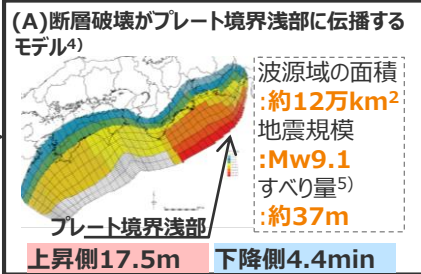 (A)断層破壊がプレート境界浅部に伝播する
モデル4)
波源域の面積
:約12万km²
地震規模
:Mw9.1
すべり量5)
:約37m
プレート境界浅部
上昇側17.5m
下降側4.4min